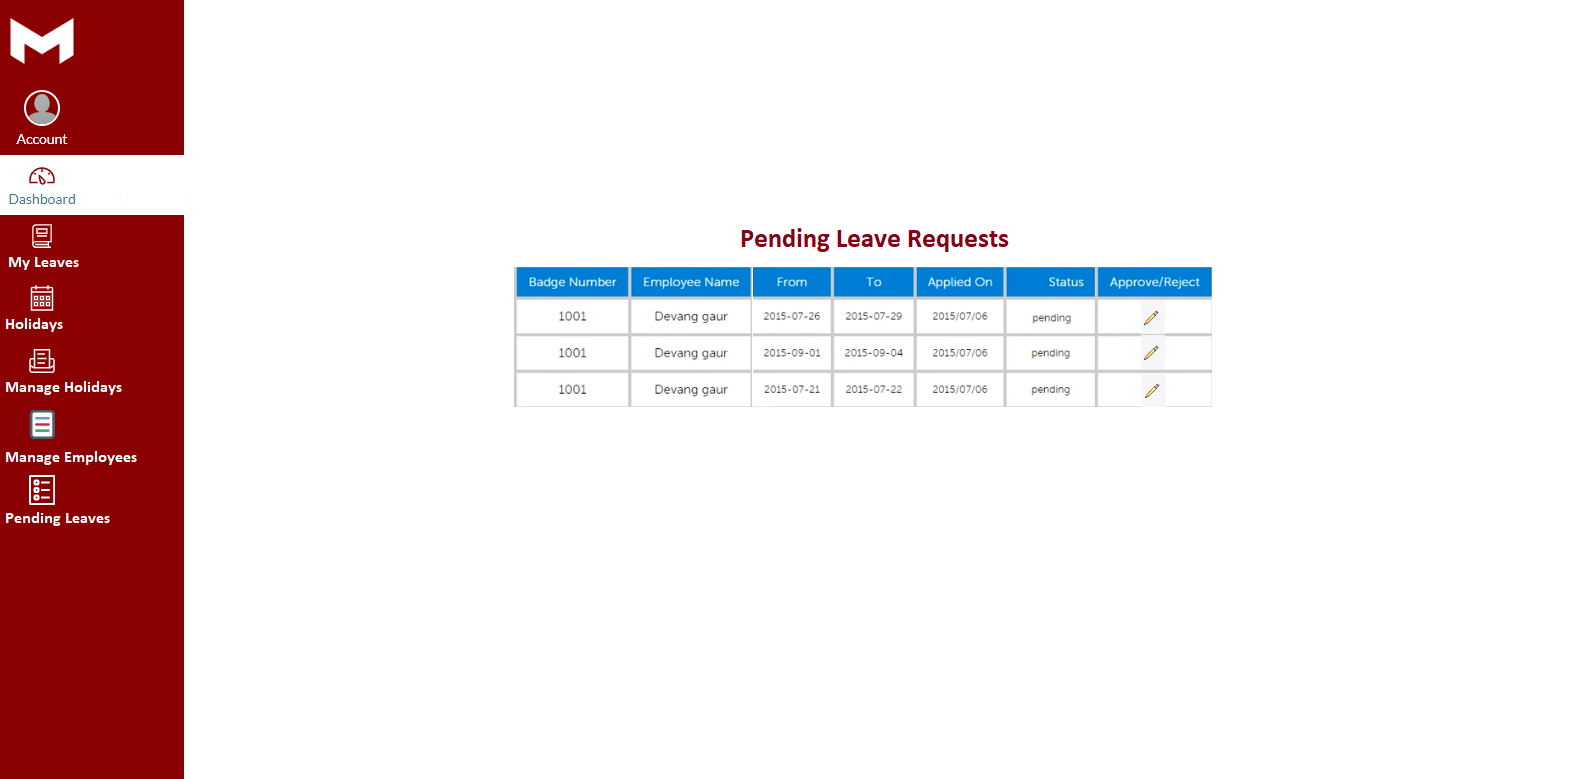 Account
Dashboard
My Leaves
Holidays
Manage Holidays
Manage Employees
Pending Leaves
Pending Leave Requests
Badge Number Employee Name From To Applied On Status Approve/Reject
1001 Devang gaur 2015-07-26 2015-07-29 2015/07/06 pending
1001 Devang gaur 2015-09-01 2015-09-04 2015/07/06 pending
1001 Devang gaur 2015-07-21 2015-07-22 2015/07/06 pending